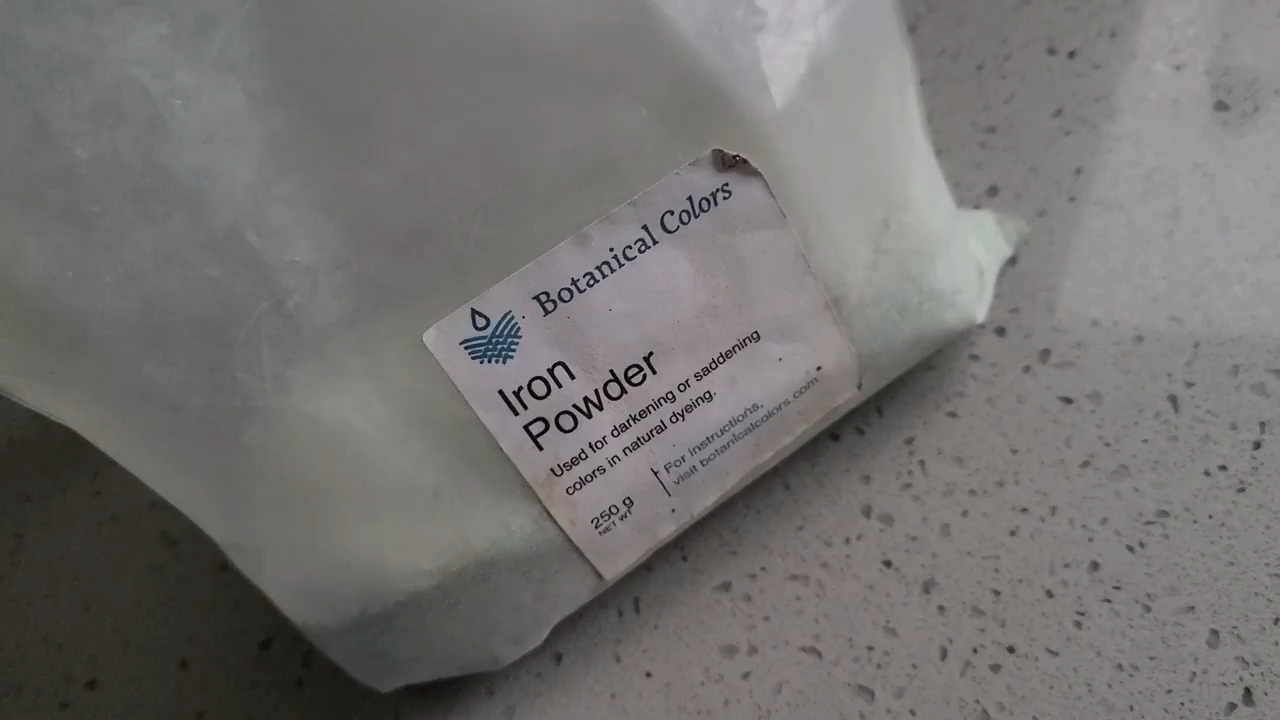 Botanical Colors
Iron
Powder
Used for darkening or saddening
colors in natural dyeing.
250 g
NET WT
For instructions,
visit botanicalcolors.com